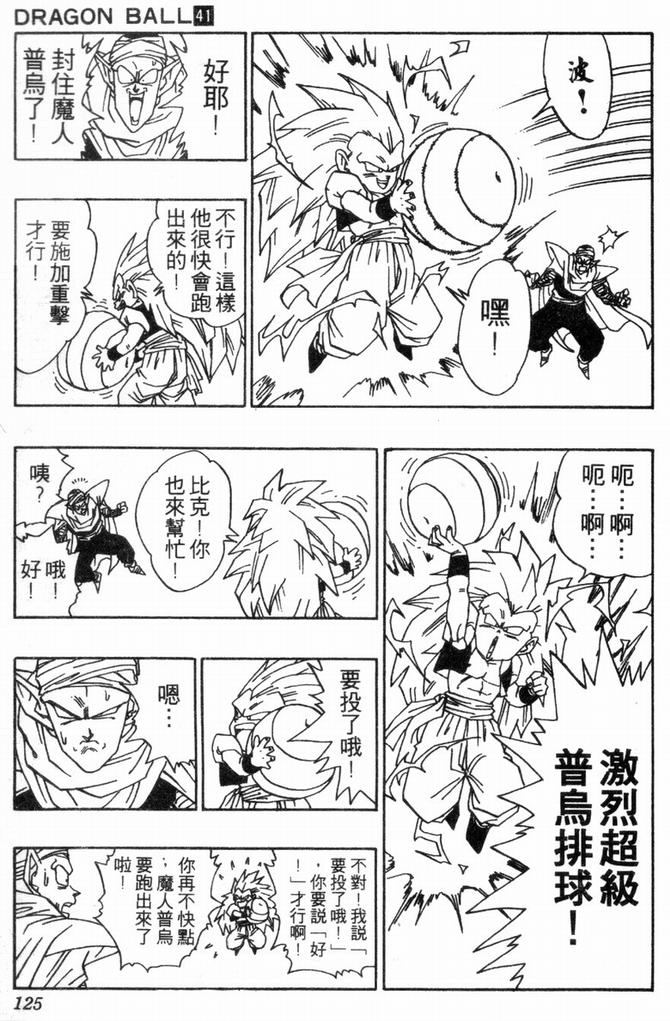 DRAGON BALL 41
波！
嘿！
好耶！
封住魔人
普烏了！
不行！這樣
他很快會跑
出來的！
要施加重擊
才行！
呃…啊…
呃…啊…
激烈超級
普烏排球！
比克！你
也來幫忙！
咦？
哦！
好！
要投了哦！
嗯…
不對！我說「
要投了哦！」
，你要說「好
！」才行啊！
你再不快點
；魔人普烏
要跑出來了
啦！
125